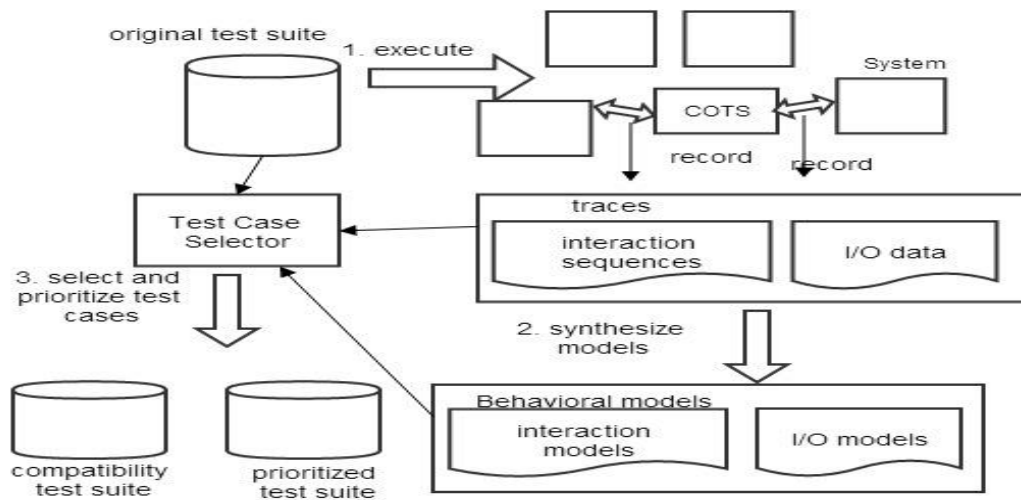 original test suite
1. execute
System
COTS
record
record
Test Case
Selector
traces
interaction
sequences
I/O data
3. select and
prioritize test
cases
2. synthesize
models
Behavioral models
interaction
models
I/O models
compatibility
test suite
prioritized
test suite